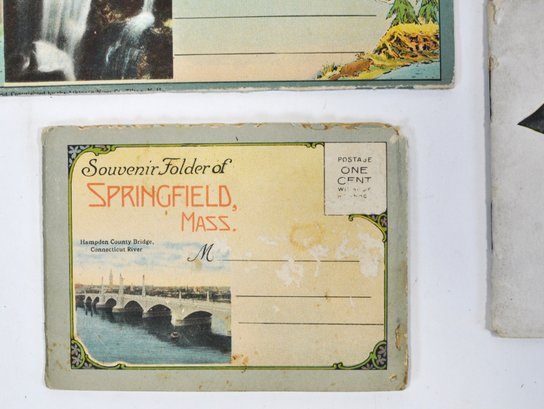 Souvenir Folder of
SPRINGFIELD,
MASS.
POSTAGE
ONE
CENT
Hampden County Bridge,
Connecticut River
M